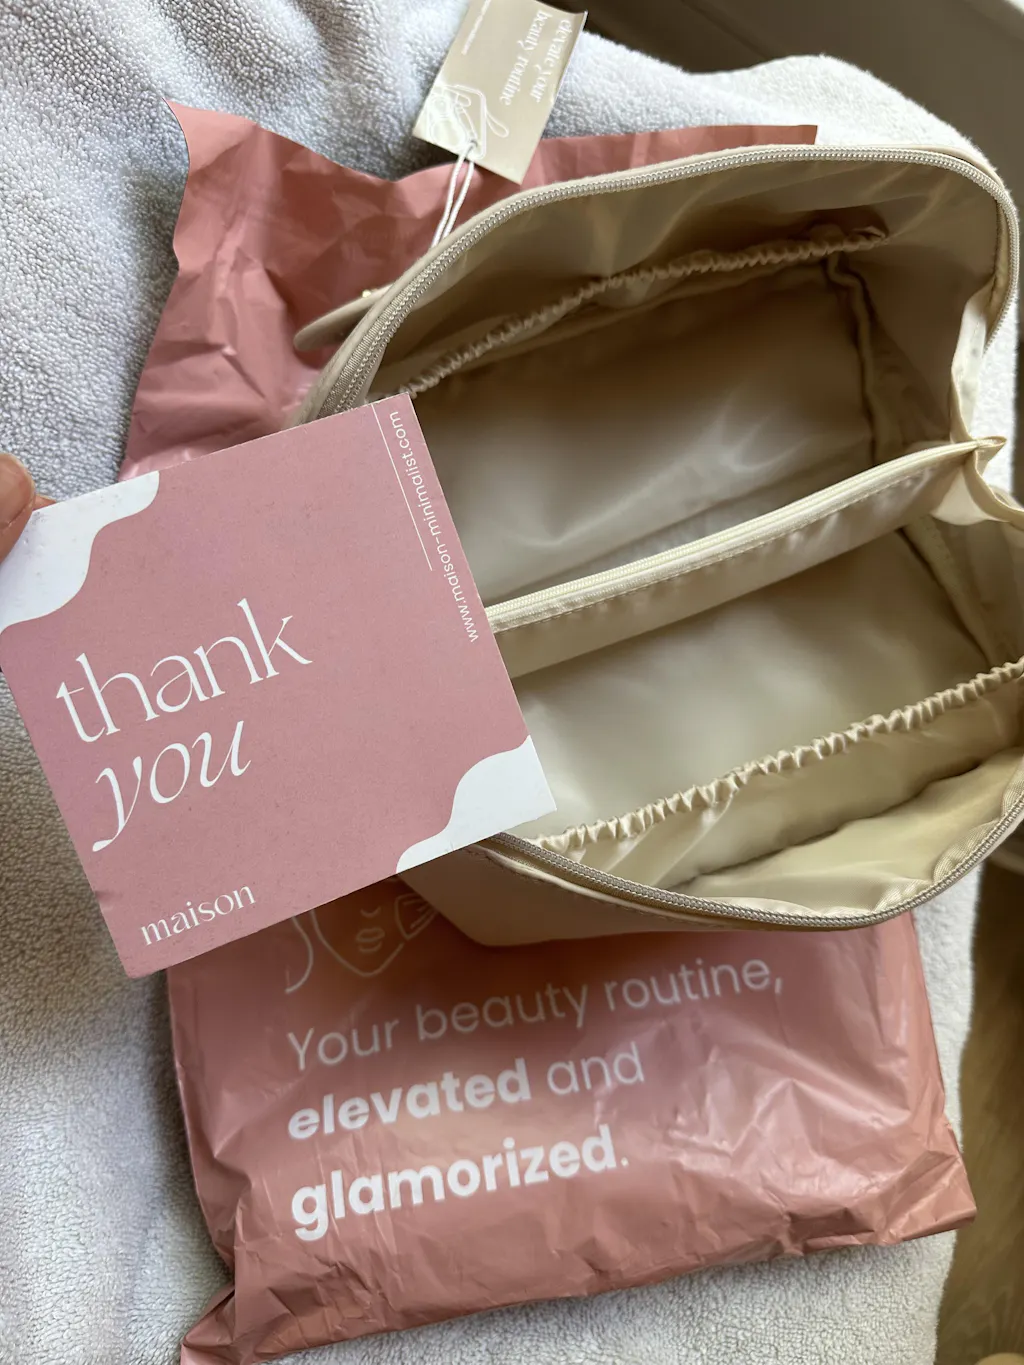 elevate your
beauty routine
www.maison-minimalist.com
thank
you
maison
Your beauty routine,
elevated and
glamorized.